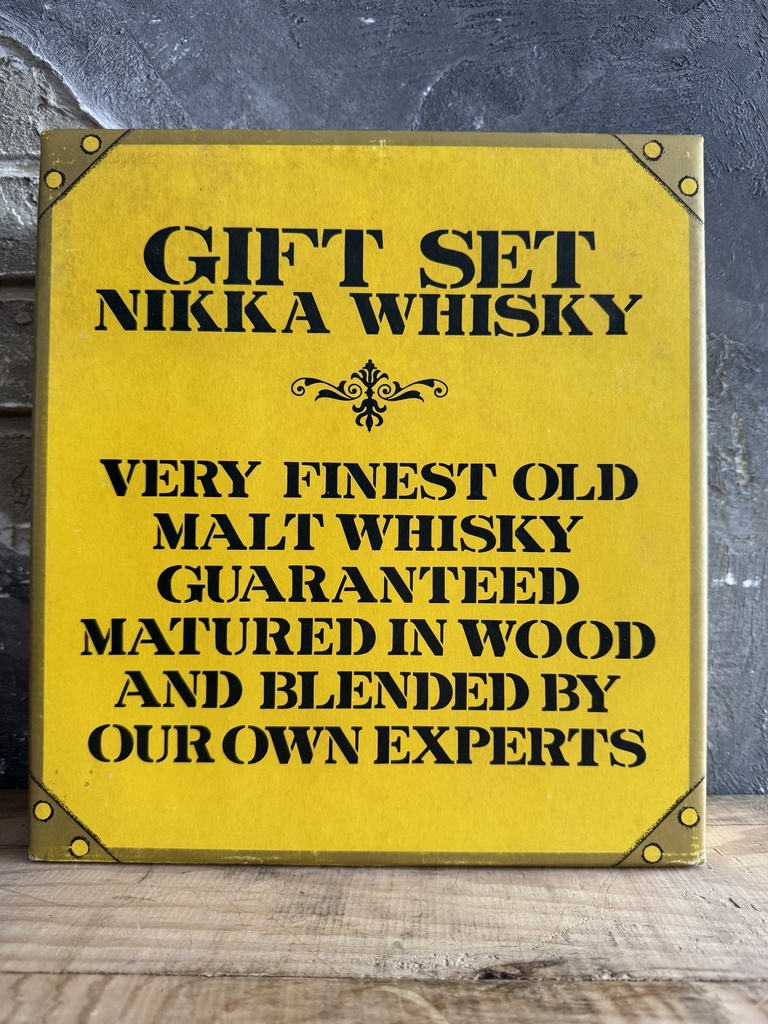 GIFT SET
NIKKA WHISKY
VERY FINEST OLD
MALT WHISKY
GUARANTEED
MATURED IN WOOD
AND BLENDED BY
OUR OWN EXPERTS